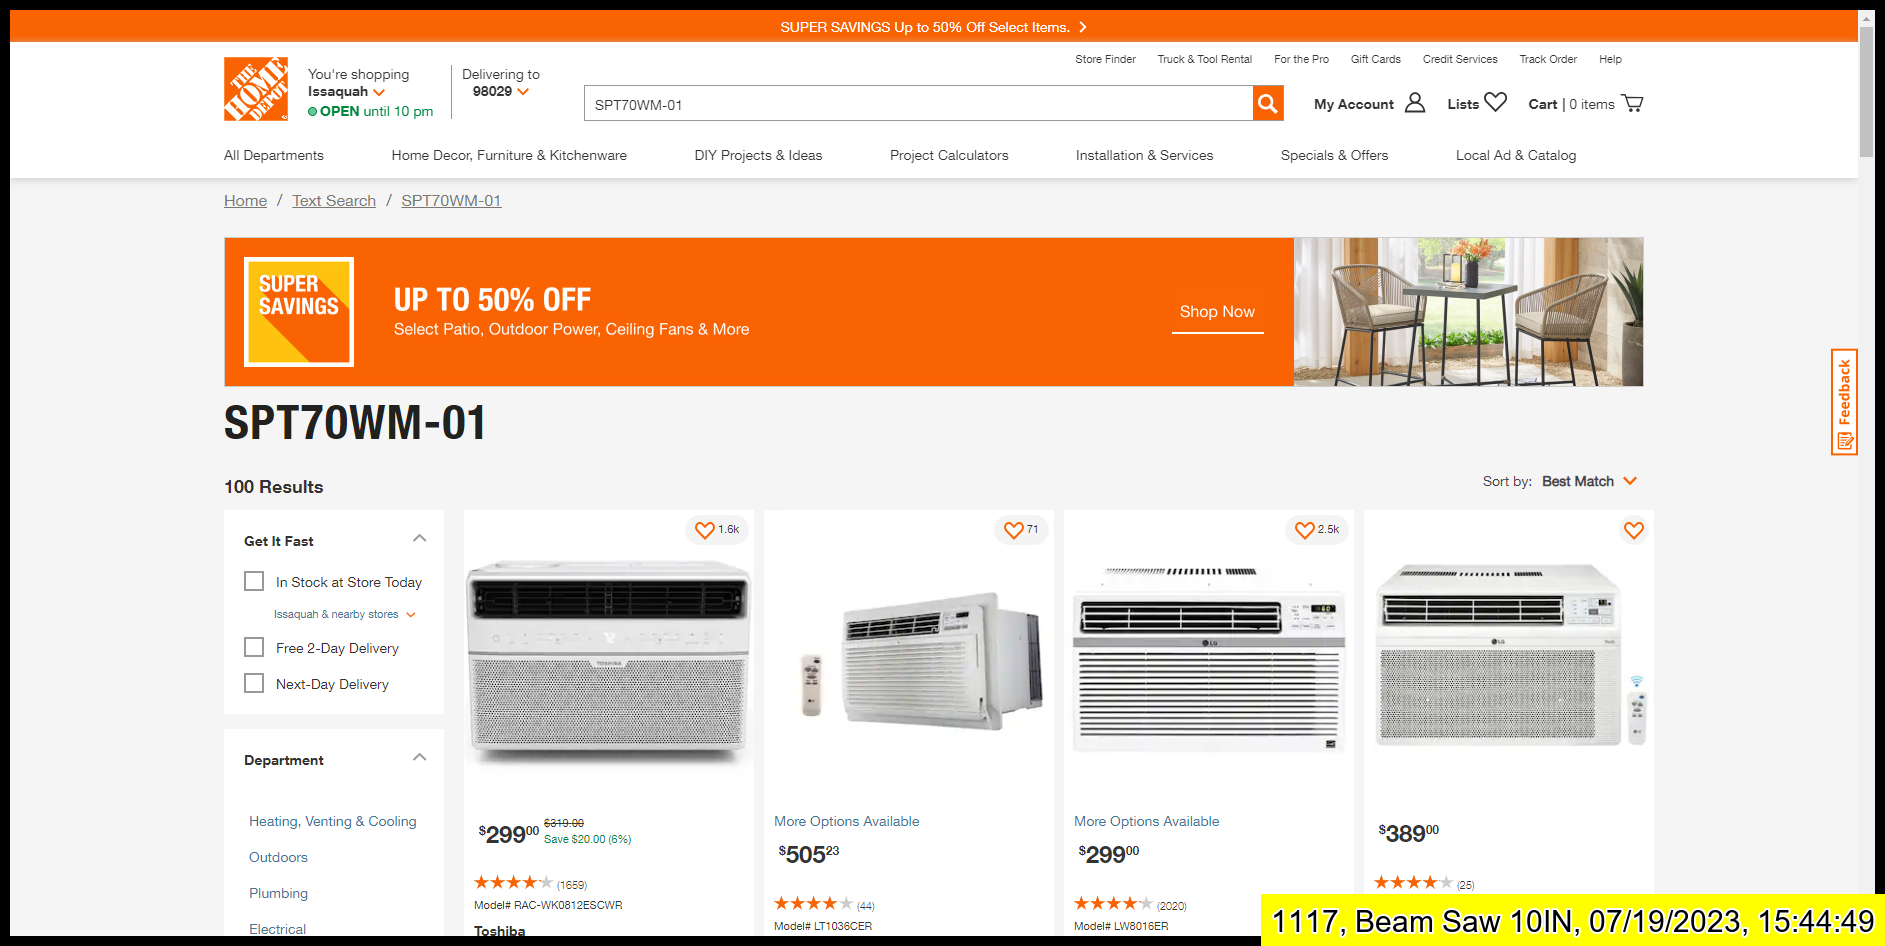 SUPER SAVINGS Up to 50% Off Select Items.
Store Finder Truck & Tool Rental For the Pro Gift Cards Credit Services Track Order Help
THE HOME DEPOT
You're shopping
Issaquah
OPEN until 10 pm
Delivering to
98029
SPT70WM-01
My Account Lists Cart | 0 items
All Departments Home Decor, Furniture & Kitchenware DIY Projects & Ideas Project Calculators Installation & Services Specials & Offers Local Ad & Catalog
Home / Text Search / SPT70WM-01
SUPER
SAVINGS
UP TO 50% OFF
Select Patio, Outdoor Power, Ceiling Fans & More
Shop Now
Feedback
SPT70WM-01
100 Results
Sort by: Best Match
Get It Fast
In Stock at Store Today
Issaquah & nearby stores
Free 2-Day Delivery
Next-Day Delivery
Department
Heating, Venting & Cooling
Outdoors
Plumbing
Electrical
1.6k
TOSHIBA
$29900 $319.00
Save $20.00 (6%)
(1659)
Model# RAC-WK0812ESCWR
Toshiba
71
More Options Available
$50523
(44)
Model# LT1036CER
2.5k
60
LG
More Options Available
$29900
(2020)
Model# LW8016ER
LG
$38900
(25)
1117, Beam Saw 10IN, 07/19/2023, 15:44:49